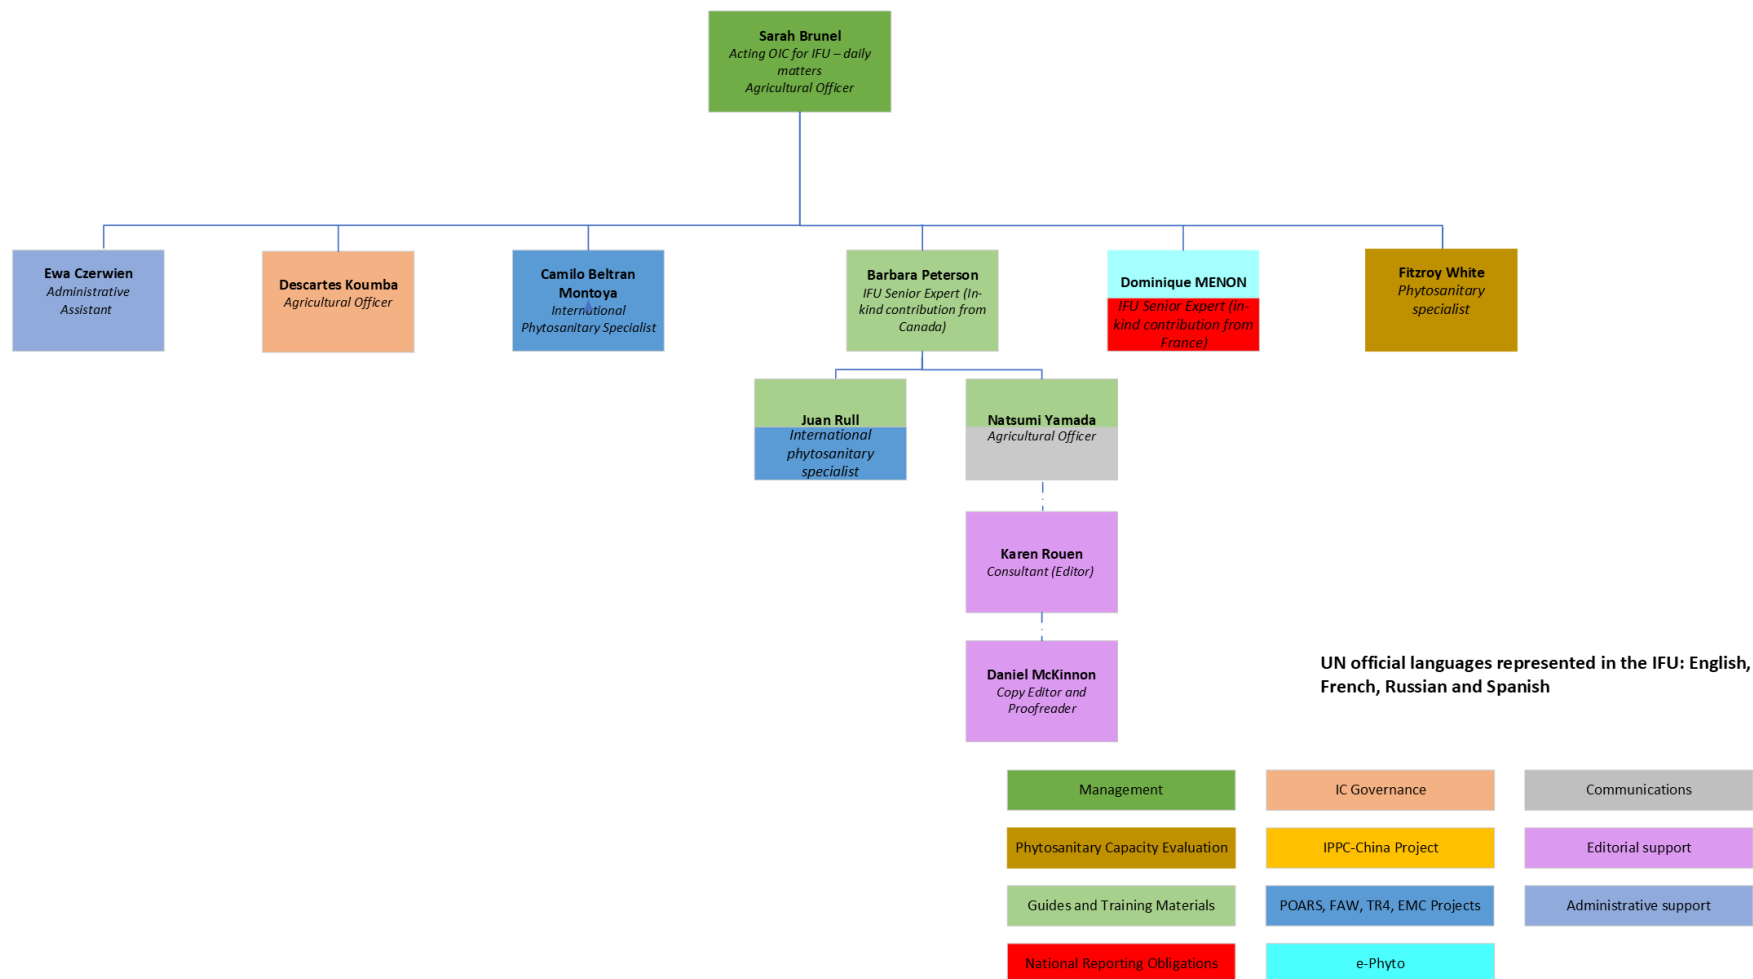 Sarah Brunel
Acting OIC for IFU – daily
matters
Agricultural Officer
Ewa Czerwien
Administrative
Assistant
Descartes Koumba
Agricultural Officer
Camilo Beltran
Montoya
International
Phytosanitary Specialist
Barbara Peterson
IFU Senior Expert (In-
kind contribution from
Canada)
Dominique MENON
IFU Senior Expert (in-
kind contribution from
France)
Fitzroy White
Phytosanitary
specialist
Juan Rull
International
phytosanitary
specialist
Natsumi Yamada
Agricultural Officer
Karen Rouen
Consultant (Editor)
Daniel McKinnon
Copy Editor and
Proofreader
UN official languages represented in the IFU: English,
French, Russian and Spanish
Management
IC Governance
Communications
Phytosanitary Capacity Evaluation
IPPC-China Project
Editorial support
Guides and Training Materials
POARS, FAW, TR4, EMC Projects
Administrative support
National Reporting Obligations
e-Phyto